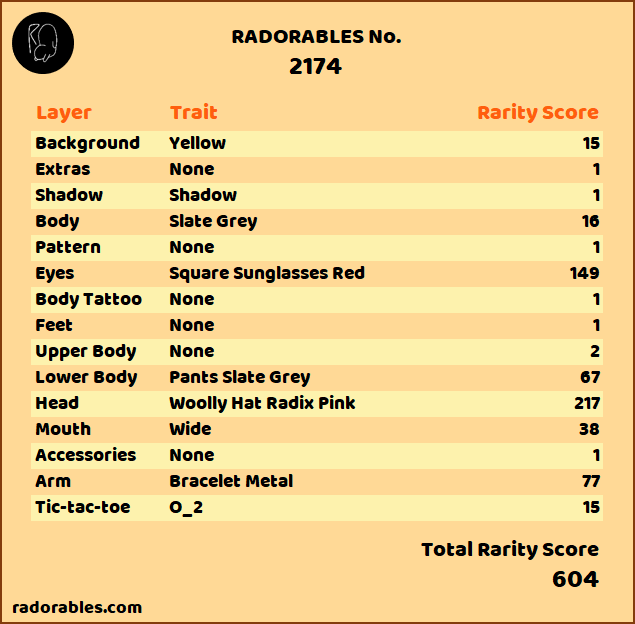 RADORABLES No.
2174
Layer Trait Rarity Score
Background Yellow 15
Extras None 1
Shadow Shadow 1
Body Slate Grey 16
Pattern None 1
Eyes Square Sunglasses Red 149
Body Tattoo None 1
Feet None 1
Upper Body None 2
Lower Body Pants Slate Grey 67
Head Woolly Hat Radix Pink 217
Mouth Wide 38
Accessories None 1
Arm Bracelet Metal 77
Tic-tac-toe O_2 15
Total Rarity Score
604
radorables.com